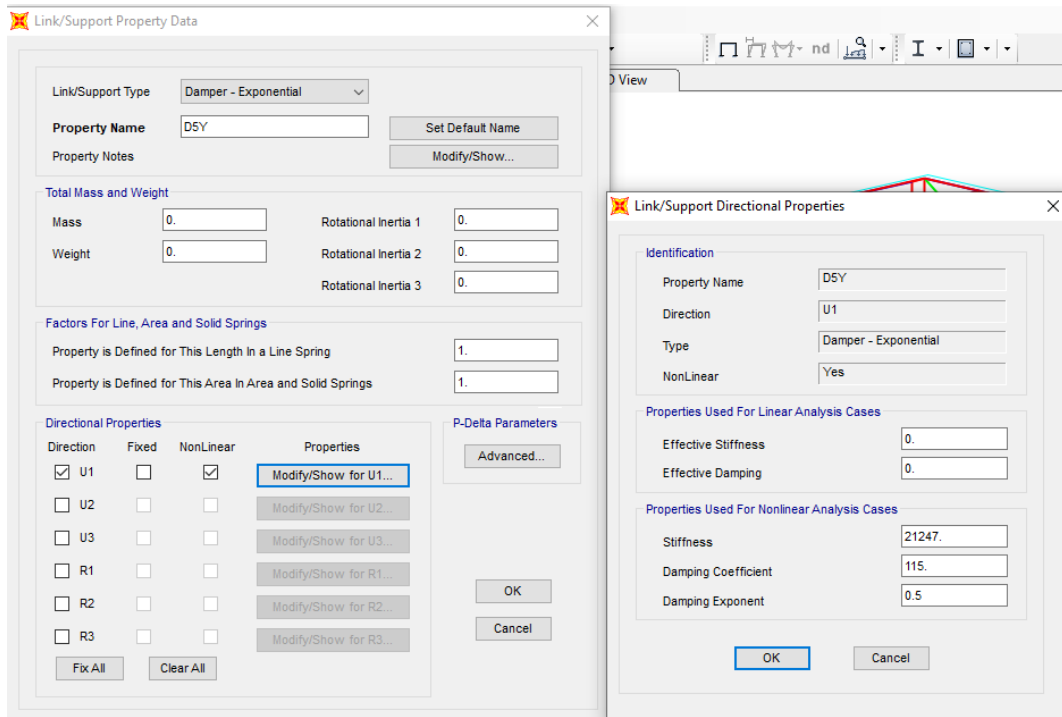 Link/Support Property Data
nd
D View
Link/Support Type Damper - Exponential
Property Name D5Y Set Default Name
Property Notes Modify/Show...
Total Mass and Weight
Mass 0. Rotational Inertia 1 0.
Weight 0. Rotational Inertia 2 0.
Rotational Inertia 3 0.
Factors For Line, Area and Solid Springs
Property is Defined for This Length In a Line Spring 1.
Property is Defined for This Area In Area and Solid Springs 1.
Directional Properties
Direction Fixed NonLinear Properties
U1 Modify/Show for U1...
U2 Modify/Show for U2...
U3 Modify/Show for U3...
R1 Modify/Show for R1...
R2 Modify/Show for R2...
R3 Modify/Show for R3...
Fix All Clear All
P-Delta Parameters
Advanced...
OK
Cancel
Link/Support Directional Properties
Identification
Property Name D5Y
Direction U1
Type Damper - Exponential
NonLinear Yes
Properties Used For Linear Analysis Cases
Effective Stiffness 0.
Effective Damping 0.
Properties Used For Nonlinear Analysis Cases
Stiffness 21247.
Damping Coefficient 115.
Damping Exponent 0.5
OK Cancel